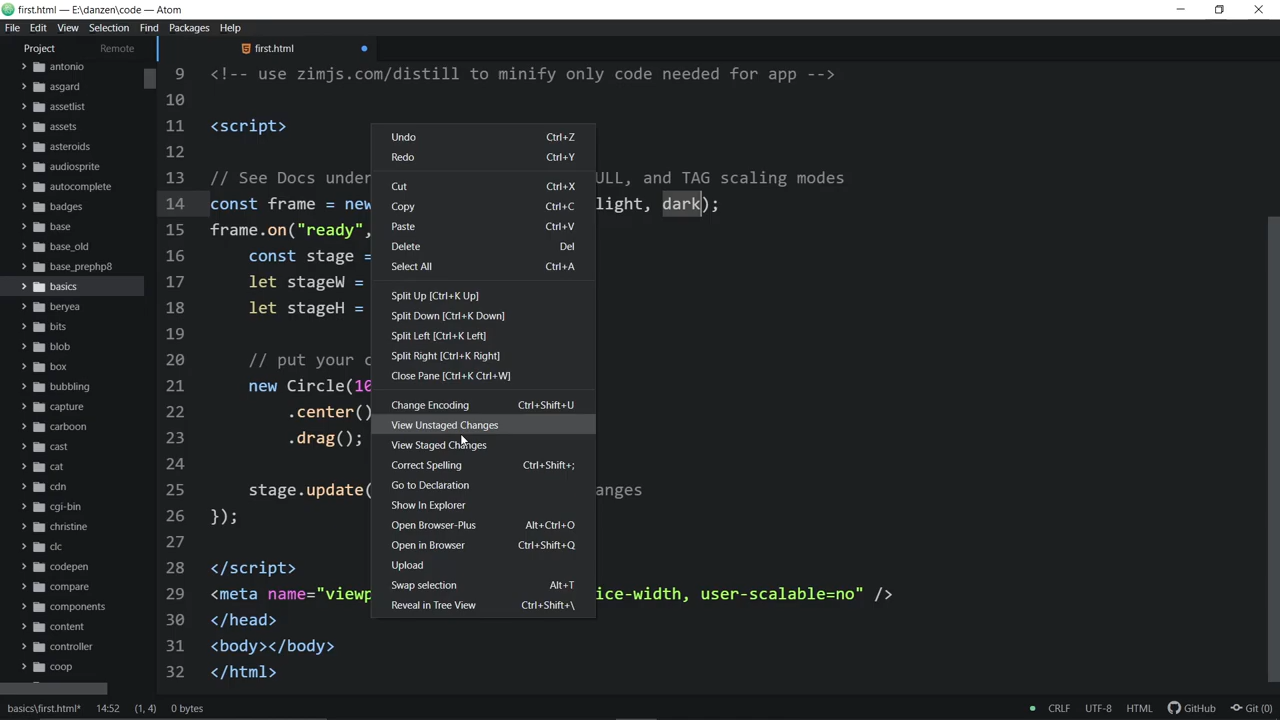 first.html — E:\danzen\code — Atom
File Edit View Selection Find Packages Help
Project Remote
first.html
antonio
asgard
assetlist
assets
asteroids
audiosprite
autocomplete
badges
base
base_old
base_prephp8
basics
beryea
bits
blob
box
bubbling
capture
carboon
cast
cat
cdn
cgi-bin
christine
clc
codepen
compare
components
content
controller
coop
9 <!-- use zimjs.com/distill to minify only code needed for app -->
10
11 <script>
12
13 // See Docs under ULL, and TAG scaling modes
14 const frame = new light, dark);
15 frame.on("ready",
16 const stage =
17 let stageW =
18 let stageH =
19
20 // put your c
21 new Circle(10
22 .center()
23 .drag();
24
25 stage.update( anges
26 });
27
28 </script>
29 <meta name="viewp ice-width, user-scalable=no" />
30 </head>
31 <body></body>
32 </html>
Undo Ctrl+Z
Redo Ctrl+Y
Cut Ctrl+X
Copy Ctrl+C
Paste Ctrl+V
Delete Del
Select All Ctrl+A
Split Up [Ctrl+K Up]
Split Down [Ctrl+K Down]
Split Left [Ctrl+K Left]
Split Right [Ctrl+K Right]
Close Pane [Ctrl+K Ctrl+W]
Change Encoding Ctrl+Shift+U
View Unstaged Changes
View Staged Changes
Correct Spelling Ctrl+Shift+;
Go to Declaration
Show In Explorer
Open Browser-Plus Alt+Ctrl+O
Open in Browser Ctrl+Shift+Q
Upload
Swap selection Alt+T
Reveal in Tree View Ctrl+Shift+\
basics\first.html* 14:52 (1, 4) 0 bytes CRLF UTF-8 HTML GitHub Git (0)